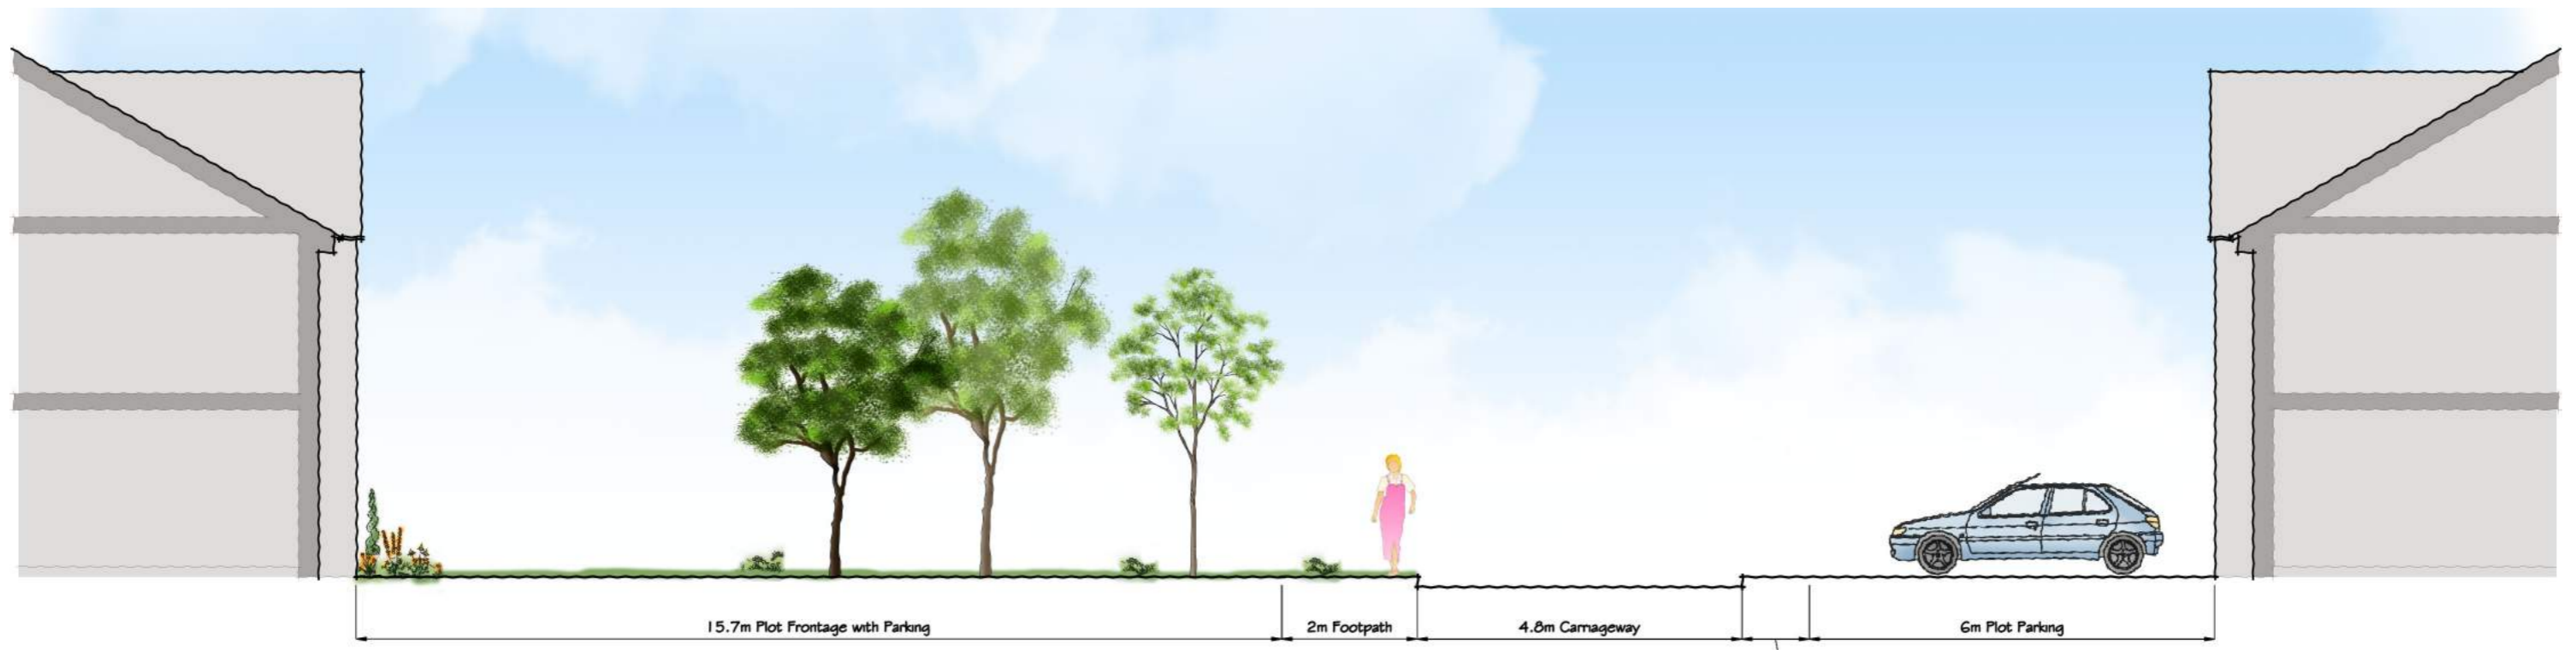 15.7m Plot Frontage with Parking
2m Footpath
4.8m Carriageway
6m Plot Parking